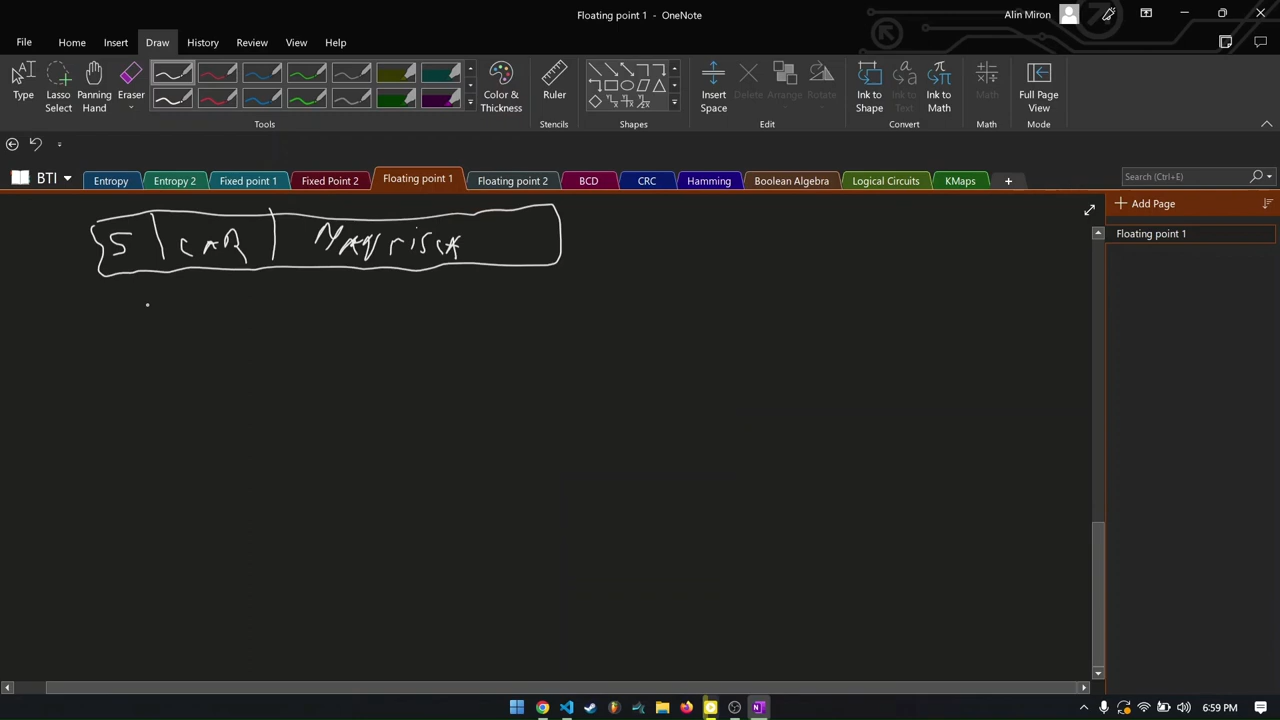 Floating point 1 - OneNote
Alin Miron
File Home Insert Draw History Review View Help
Type
Lasso Select
Panning Hand
Eraser
Color & Thickness
Ruler
Insert Space
Delete
Arrange
Rotate
Ink to Shape
Ink to Text
Ink to Math
Math
Full Page View
Tools Stencils Shapes Edit Convert Math Mode
BTI Entropy Entropy 2 Fixed point 1 Fixed Point 2 Floating point 1 Floating point 2 BCD CRC Hamming Boolean Algebra Logical Circuits KMaps
Search (Ctrl+E)
Add Page
Floating point 1
S CAR
6:59 PM